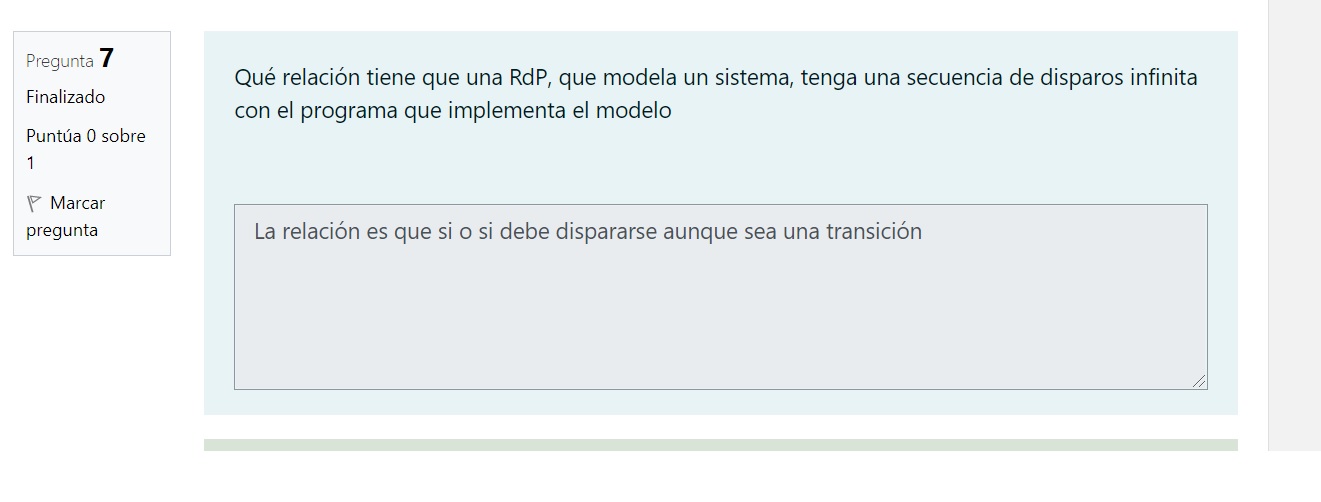 Pregunta 7
Finalizado
Puntúa 0 sobre
1
Marcar
pregunta
Qué relación tiene que una RdP, que modela un sistema, tenga una secuencia de disparos infinita
con el programa que implementa el modelo
La relación es que si o si debe dispararse aunque sea una transición